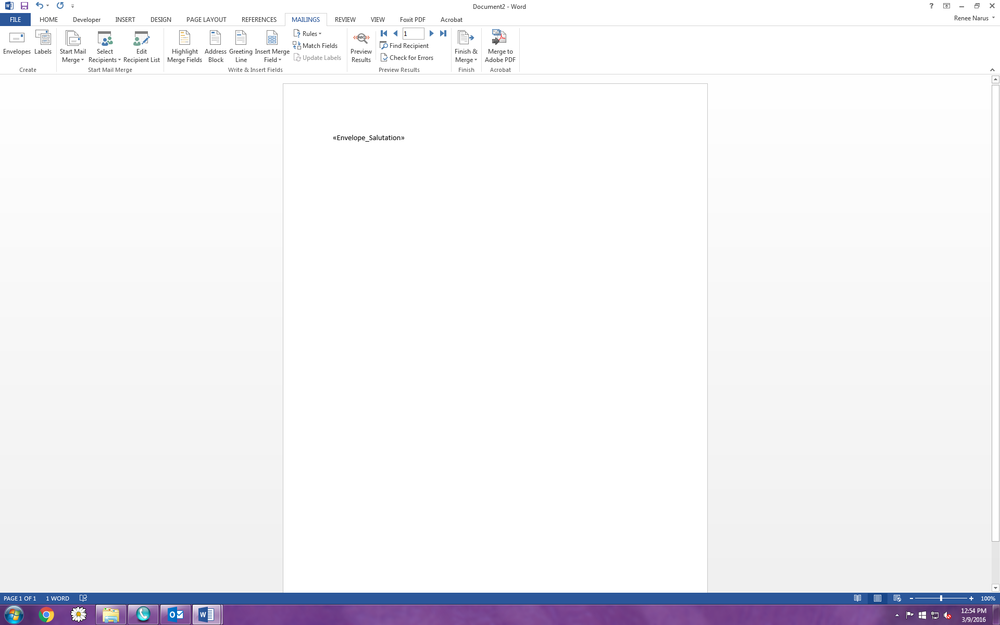 Document2 - Word
?
FILE HOME Developer INSERT DESIGN PAGE LAYOUT REFERENCES MAILINGS REVIEW VIEW Foxit PDF Acrobat
Renee Narus
Envelopes
Labels
Create
Start Mail
Merge
Select
Recipients
Edit
Recipient List
Start Mail Merge
Highlight
Merge Fields
Address
Block
Greeting
Line
Insert Merge
Field
Rules
Match Fields
Update Labels
Write & Insert Fields
«ABC»
Preview
Results
1
Find Recipient
Check for Errors
Preview Results
Finish &
Merge
Finish
Merge to
Adobe PDF
Acrobat
«Envelope_Salutation»
PAGE 1 OF 1 1 WORD
100%
12:54 PM
3/9/2016